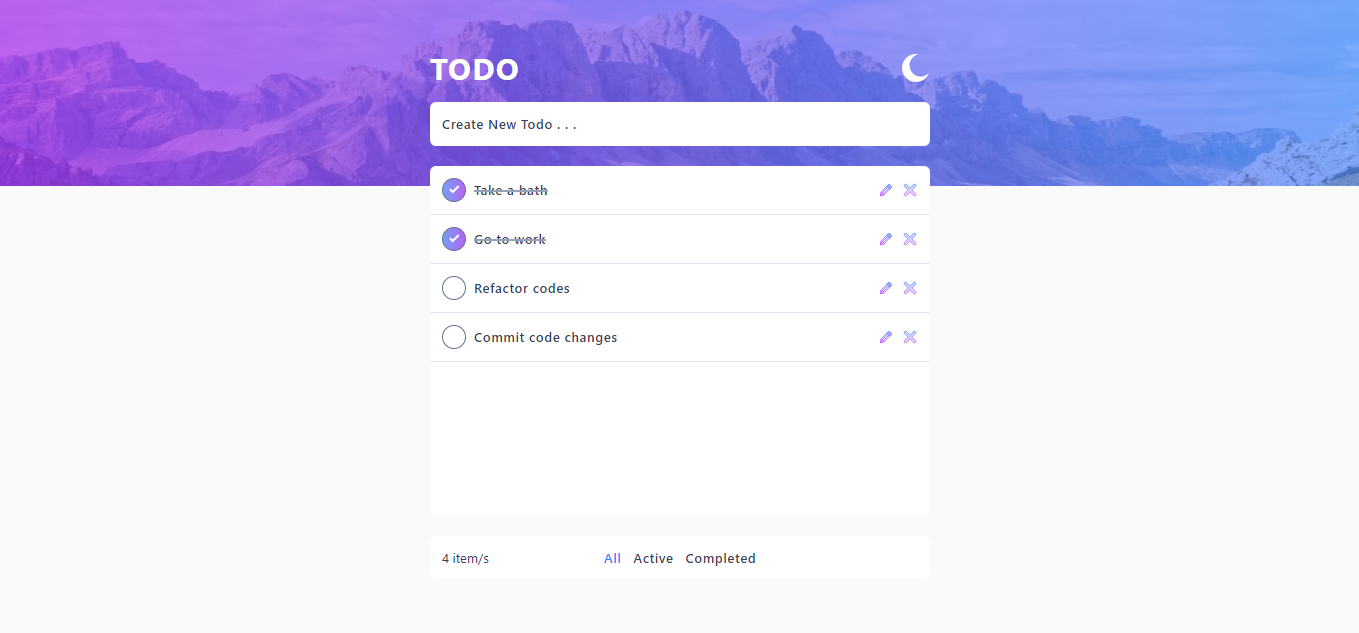 TODO
Create New Todo . . .
Take a bath
Go to work
Refactor codes
Commit code changes
4 item/s All Active Completed